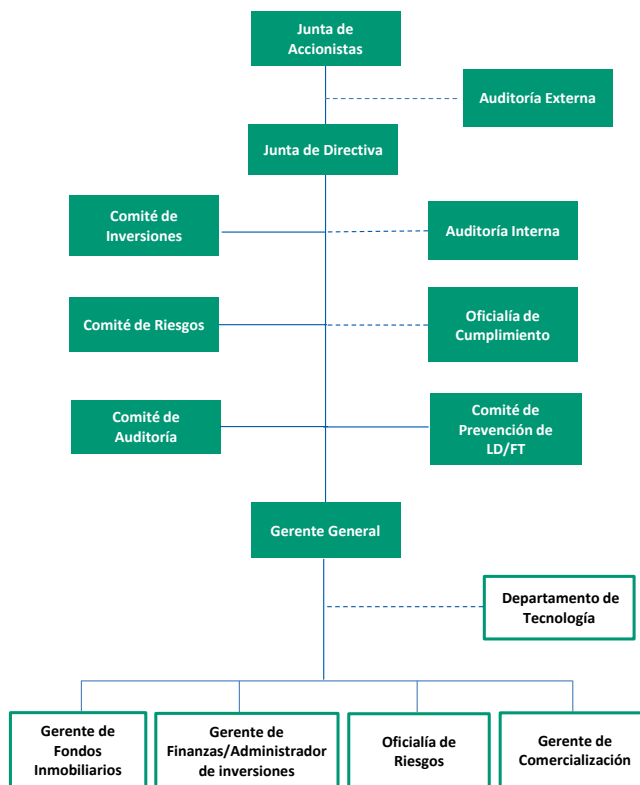 Junta de
Accionistas
Auditoría Externa
Junta de Directiva
Comité de
Inversiones
Auditoría Interna
Comité de Riesgos
Oficialía de
Cumplimiento
Comité de
Auditoría
Comité de
Prevención de
LD/FT
Gerente General
Departamento de
Tecnología
Gerente de
Fondos
Inmobiliarios
Gerente de
Finanzas/Administrador
de inversiones
Oficialía de
Riesgos
Gerente de
Comercialización